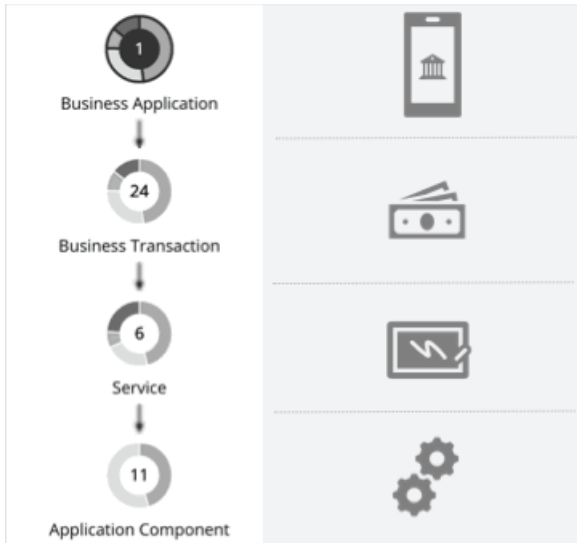 1
Business Application
24
Business Transaction
6
Service
11
Application Component